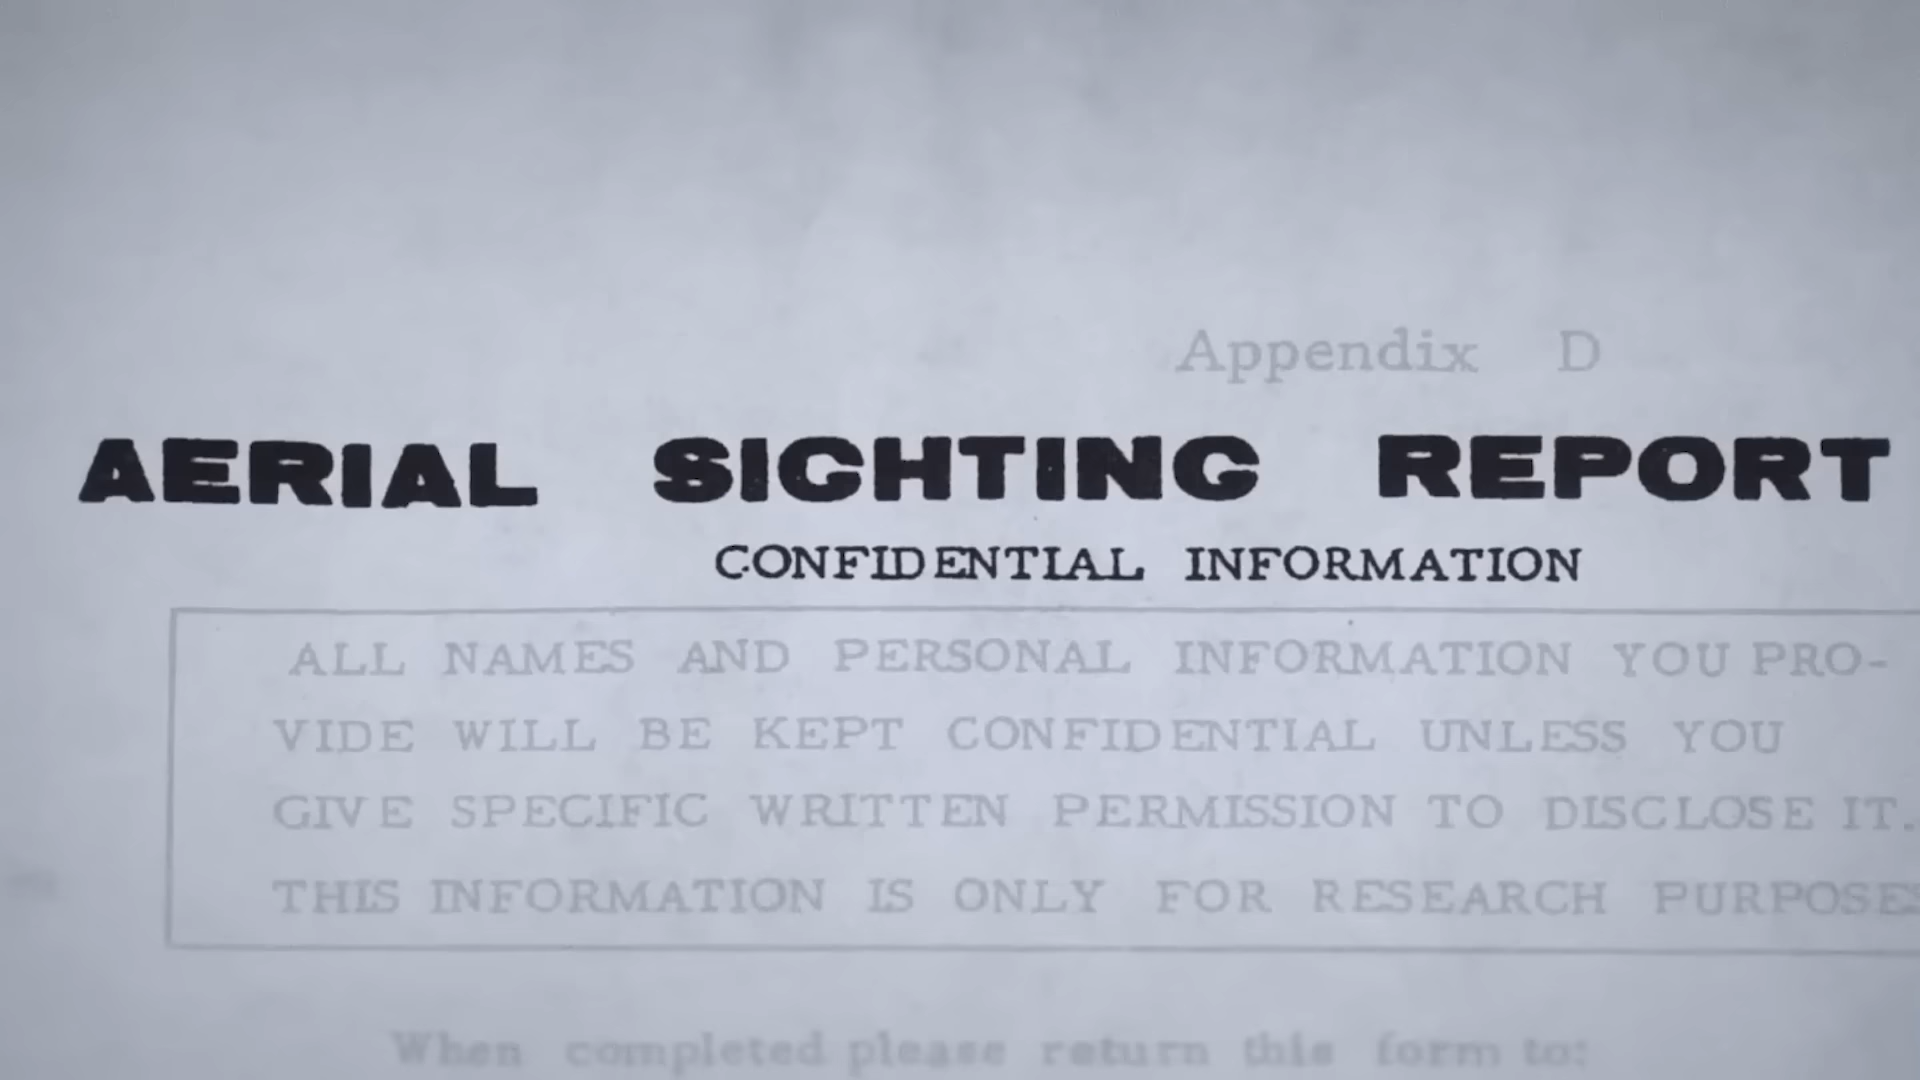 Appendix D
AERIAL SIGHTING REPORT
CONFIDENTIAL INFORMATION
ALL NAMES AND PERSONAL INFORMATION YOU PRO-
VIDE WILL BE KEPT CONFIDENTIAL UNLESS YOU
GIVE SPECIFIC WRITTEN PERMISSION TO DISCLOSE IT.
THIS INFORMATION IS ONLY FOR RESEARCH PURPOSES
When completed please return this form to: